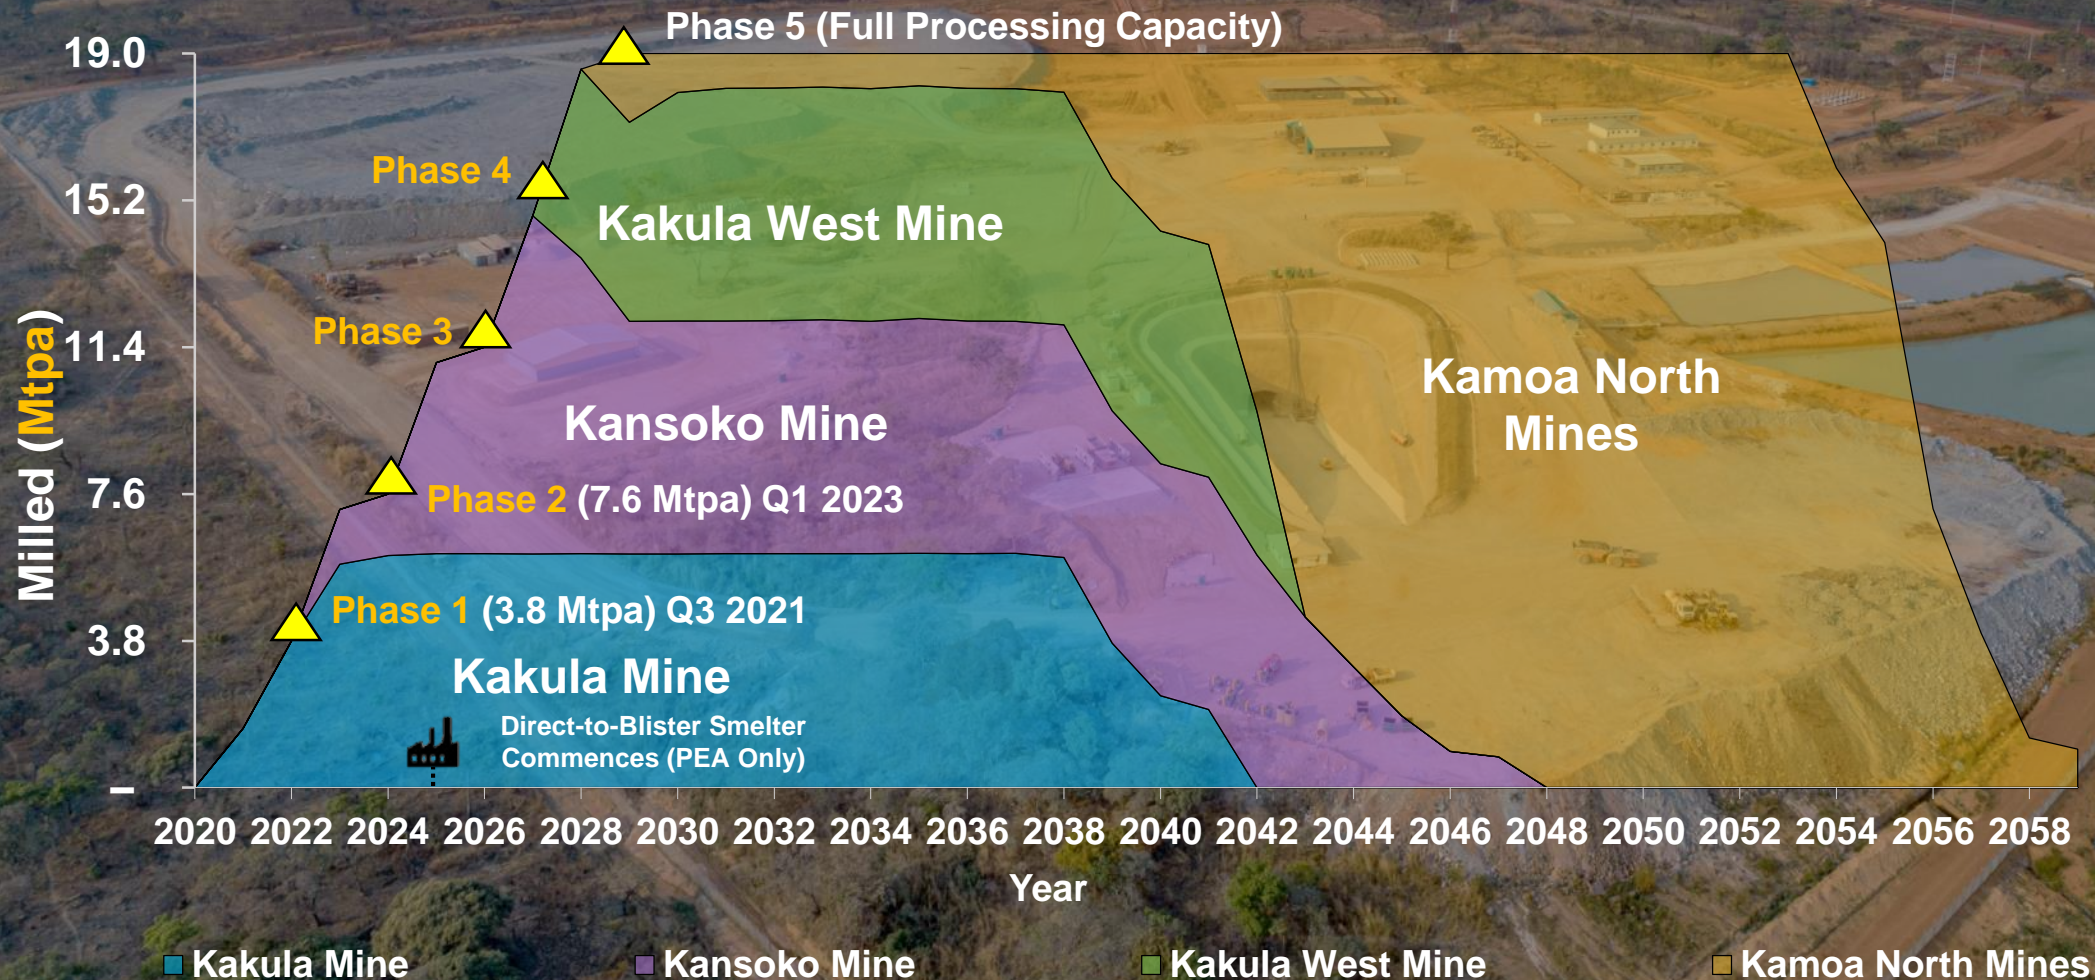 Phase 5 (Full Processing Capacity)
19.0
Phase 4
15.2
Kakula West Mine
Phase 3
11.4
Kamoa North
Mines
Kansoko Mine
Milled (Mtpa)
7.6
Phase 2 (7.6 Mtpa) Q1 2023
Phase 1 (3.8 Mtpa) Q3 2021
3.8
Kakula Mine
Direct-to-Blister Smelter
Commences (PEA Only)
–
2020 2022 2024 2026 2028 2030 2032 2034 2036 2038 2040 2042 2044 2046 2048 2050 2052 2054 2056 2058
Year
Kakula Mine Kansoko Mine Kakula West Mine Kamoa North Mines